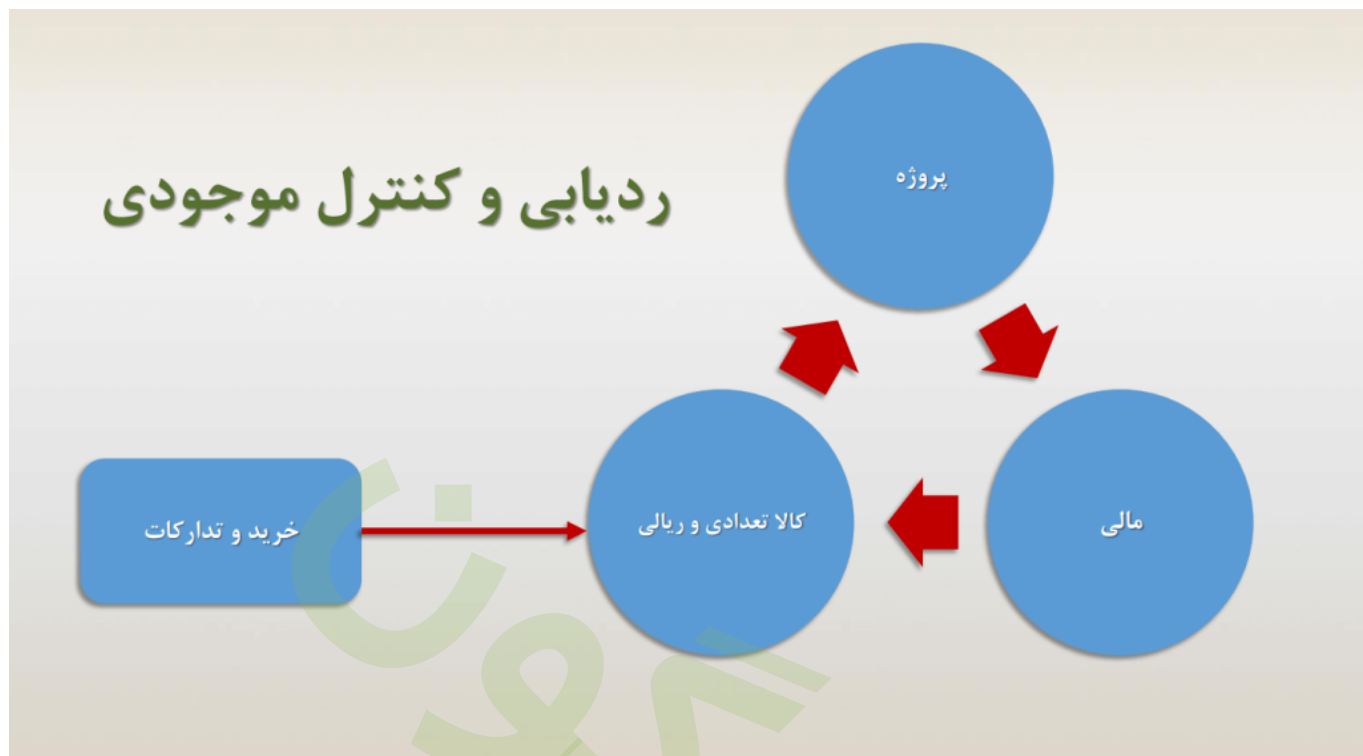 پروژه
ردیابی و کنترل موجودی
مالی
کالا تعدادی و ریالی
خرید و تدارکات